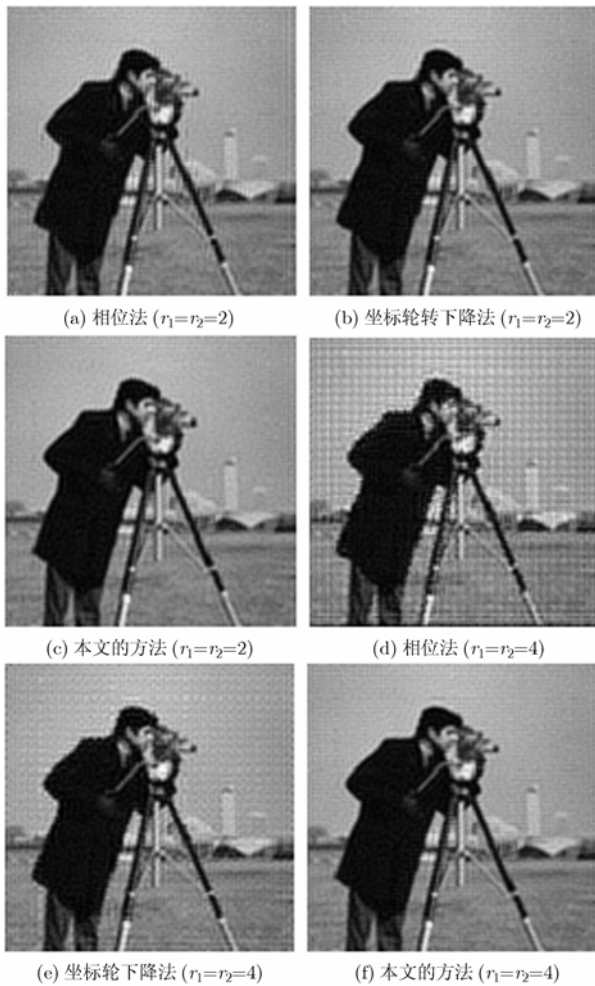 (a) 相位法 (r₁=r₂=2)
(b) 坐标轮转下降法 (r₁=r₂=2)
(c) 本文的方法 (r₁=r₂=2)
(d) 相位法 (r₁=r₂=4)
(e) 坐标轮下降法 (r₁=r₂=4)
(f) 本文的方法 (r₁=r₂=4)